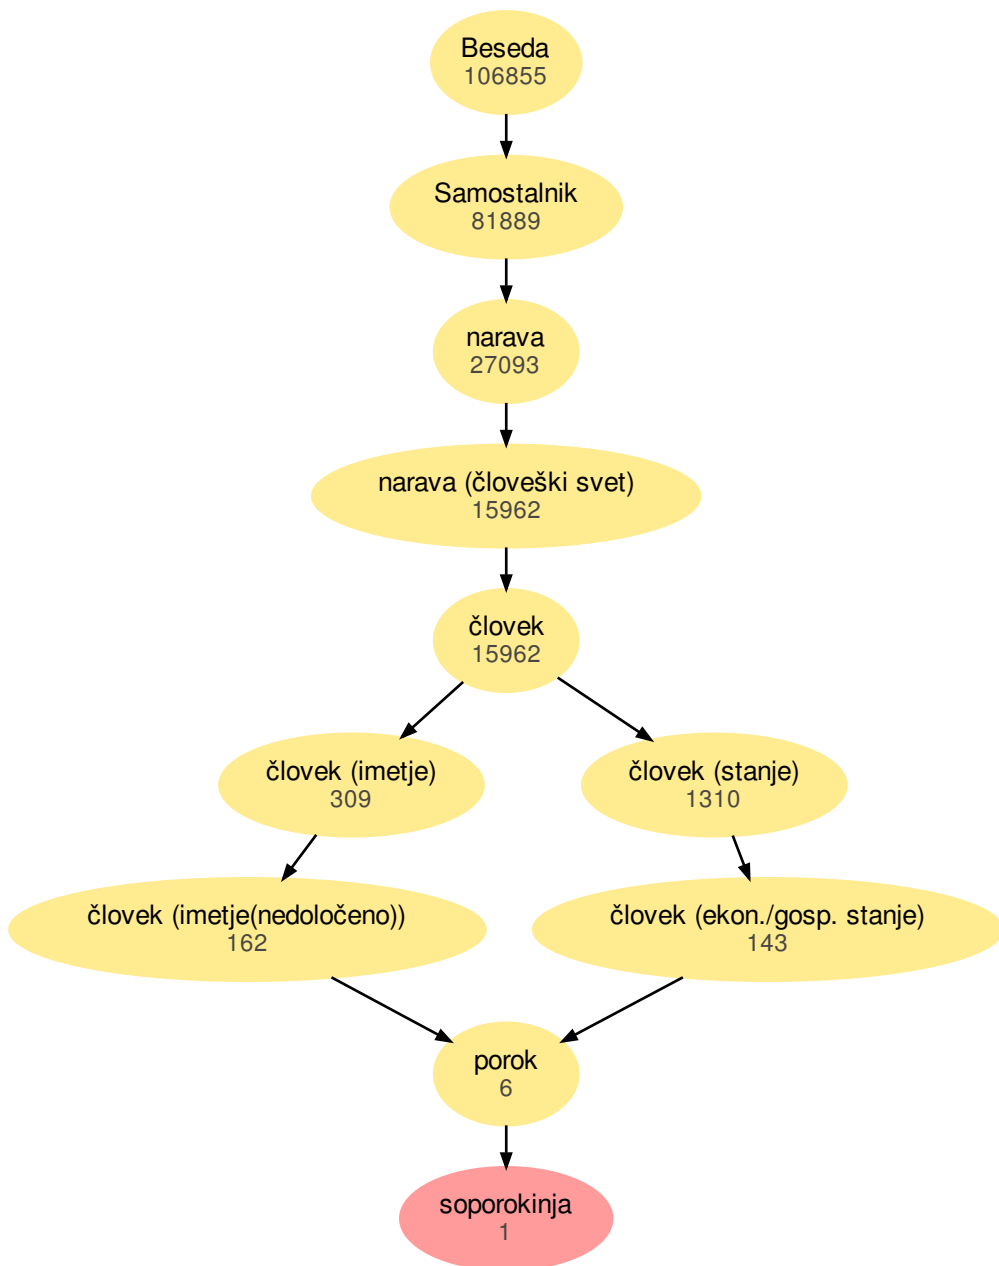 Beseda
106855
Samostalnik
81889
narava
27093
narava (človeški svet)
15962
človek
15962
človek (imetje)
309
človek (stanje)
1310
človek (imetje(nedoločeno))
162
človek (ekon./gosp. stanje)
143
porok
6
soporokinja
1